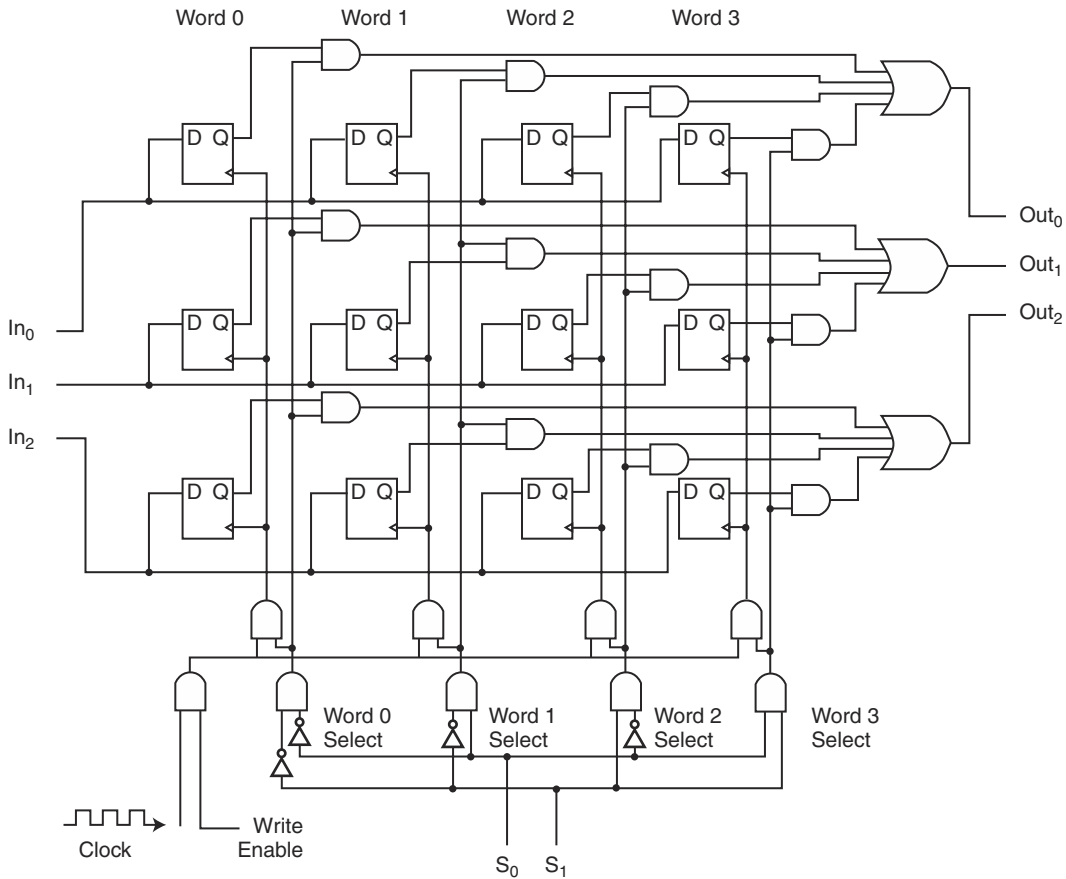 Word 0 Word 1 Word 2 Word 3
D Q D Q D Q D Q
Out₀
Out₁
Out₂
In₀
D Q D Q D Q D Q
In₁
In₂
D Q D Q D Q D Q
Word 0 Select
Word 1 Select
Word 2 Select
Word 3 Select
Clock
Write Enable
S₀ S₁